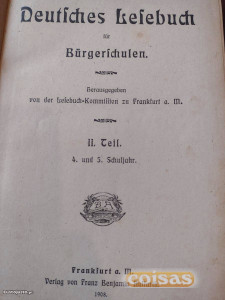 Deutsches Lesebuch
für
Bürgerschulen.
Herausgegeben
von der Lesebuch-Kommission zu Frankfurt a. M.
II. Teil.
4. und 5. Schuljahr.
Frankfurt a. M.
Verlag von Franz Benjamin
1906.
coisas